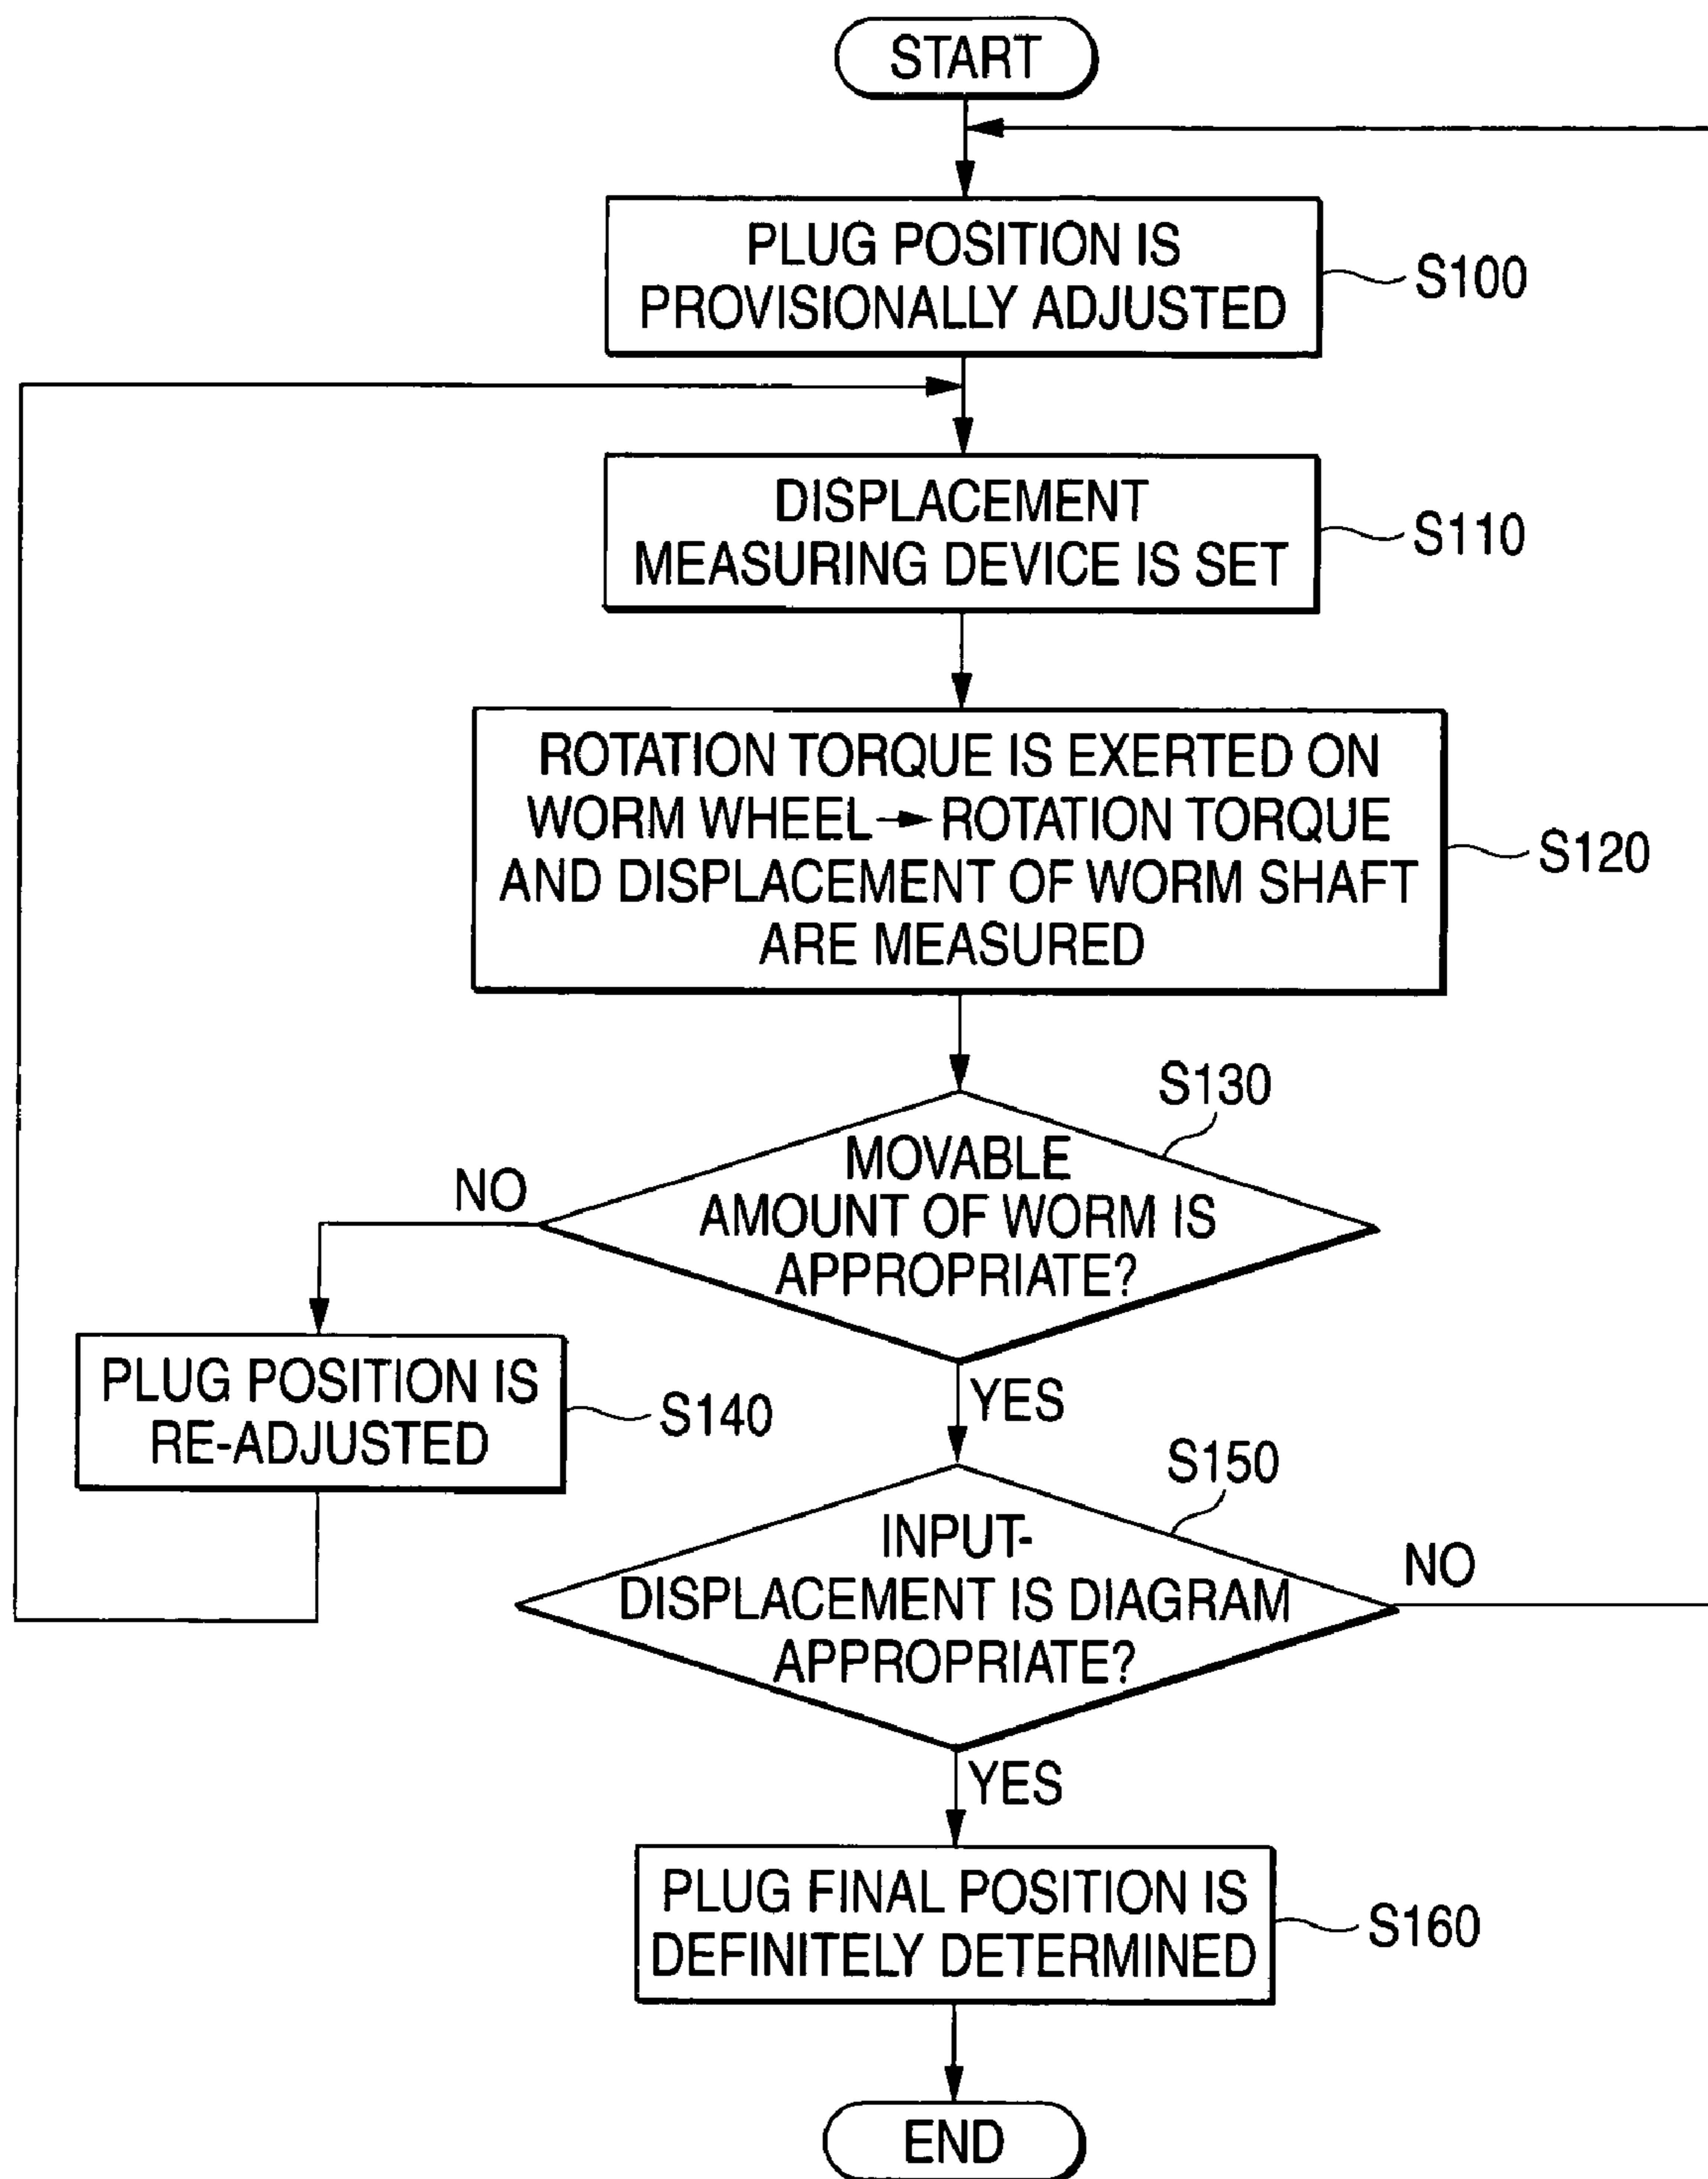 START
PLUG POSITION IS
PROVISIONALLY ADJUSTED
S100
DISPLACEMENT
MEASURING DEVICE IS SET
S110
ROTATION TORQUE IS EXERTED ON
WORM WHEEL → ROTATION TORQUE
AND DISPLACEMENT OF WORM SHAFT
ARE MEASURED
S120
S130
MOVABLE
AMOUNT OF WORM IS
APPROPRIATE?
NO
YES
PLUG POSITION IS
RE-ADJUSTED
S140
S150
INPUT-
DISPLACEMENT IS DIAGRAM
APPROPRIATE?
NO
YES
PLUG FINAL POSITION IS
DEFINITELY DETERMINED
S160
END